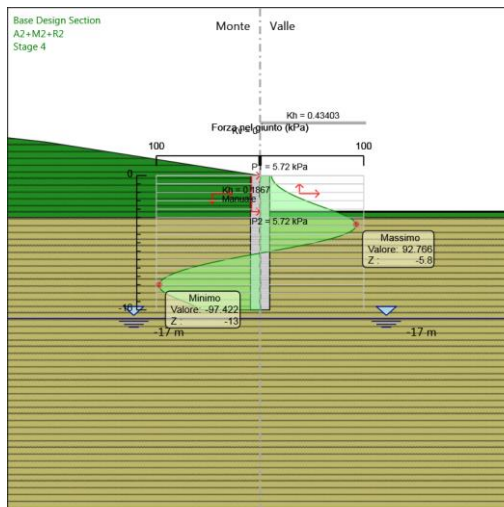 Base Design Section
A2+M2+R2
Stage 4
Monte
Valle
Kh = 0.43403
Forza nel giunto (kPa)
100
100
P1 = 5.72 kPa
0
Kh = 0.1867
Manuale
P2 = 5.72 kPa
Massimo
Valore: 92.766
Z : -5.8
Minimo
Valore: -97.422
Z : -13
-10
-17 m
-17 m